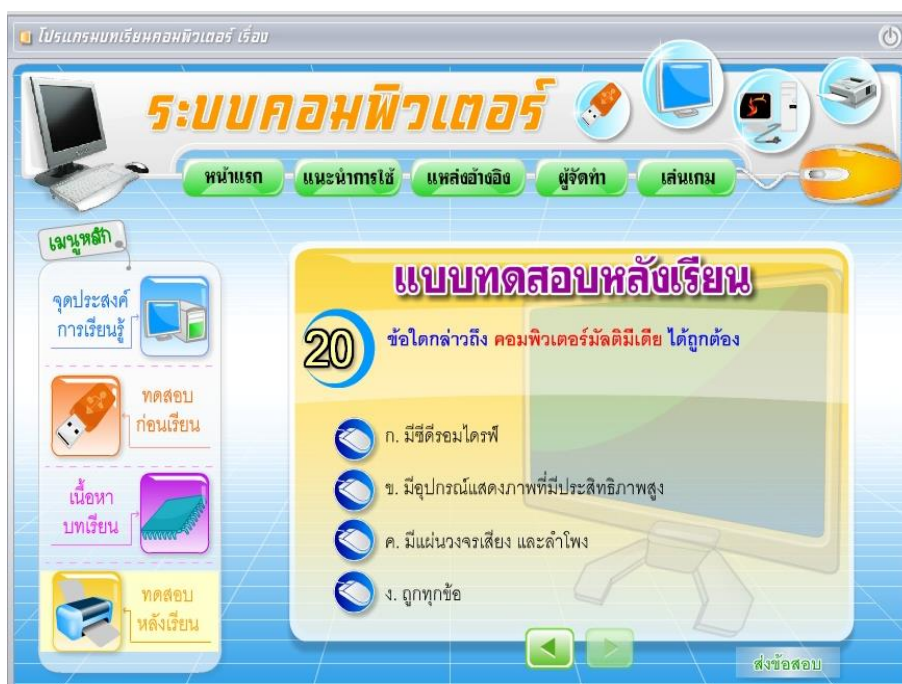 โปรแกรมบทเรียนคอมพิวเตอร์ เรื่อง
ระบบคอมพิวเตอร์
หน้าแรก
แนะนำการใช้
แหล่งอ้างอิง
ผู้จัดทำ
เล่นเกม
เมนูหลัก
จุดประสงค์
การเรียนรู้
ทดสอบ
ก่อนเรียน
เนื้อหา
บทเรียน
ทดสอบ
หลังเรียน
แบบทดสอบหลังเรียน
20
ข้อใดกล่าวถึง คอมพิวเตอร์มัลติมีเดีย ได้ถูกต้อง
ก. มีซีดีรอมไดรฟ์
ข. มีอุปกรณ์แสดงภาพที่มีประสิทธิภาพสูง
ค. มีแผ่นวงจรเสียง และลำโพง
ง. ถูกทุกข้อ
ส่งข้อสอบ